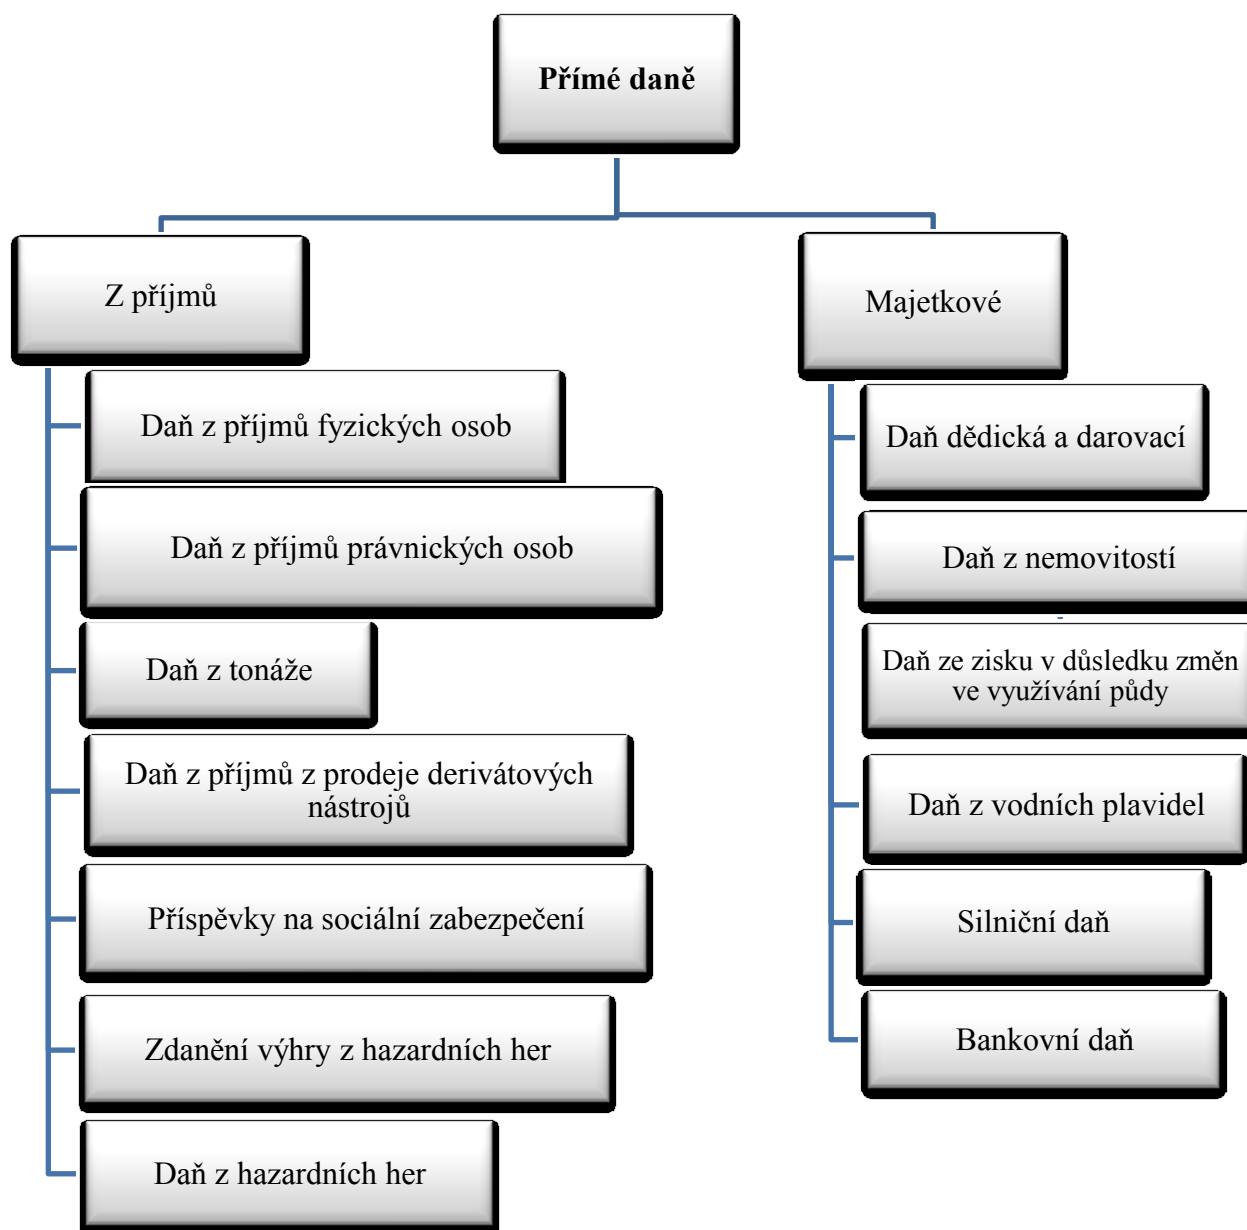 Přímé daně
Z příjmů
Daň z příjmů fyzických osob
Daň z příjmů právnických osob
Daň z tonáže
Daň z příjmů z prodeje derivátových
nástrojů
Příspěvky na sociální zabezpečení
Zdanění výhry z hazardních her
Daň z hazardních her
Majetkové
Daň dědická a darovací
Daň z nemovitostí
Daň ze zisku v důsledku změn
ve využívání půdy
Daň z vodních plavidel
Silniční daň
Bankovní daň